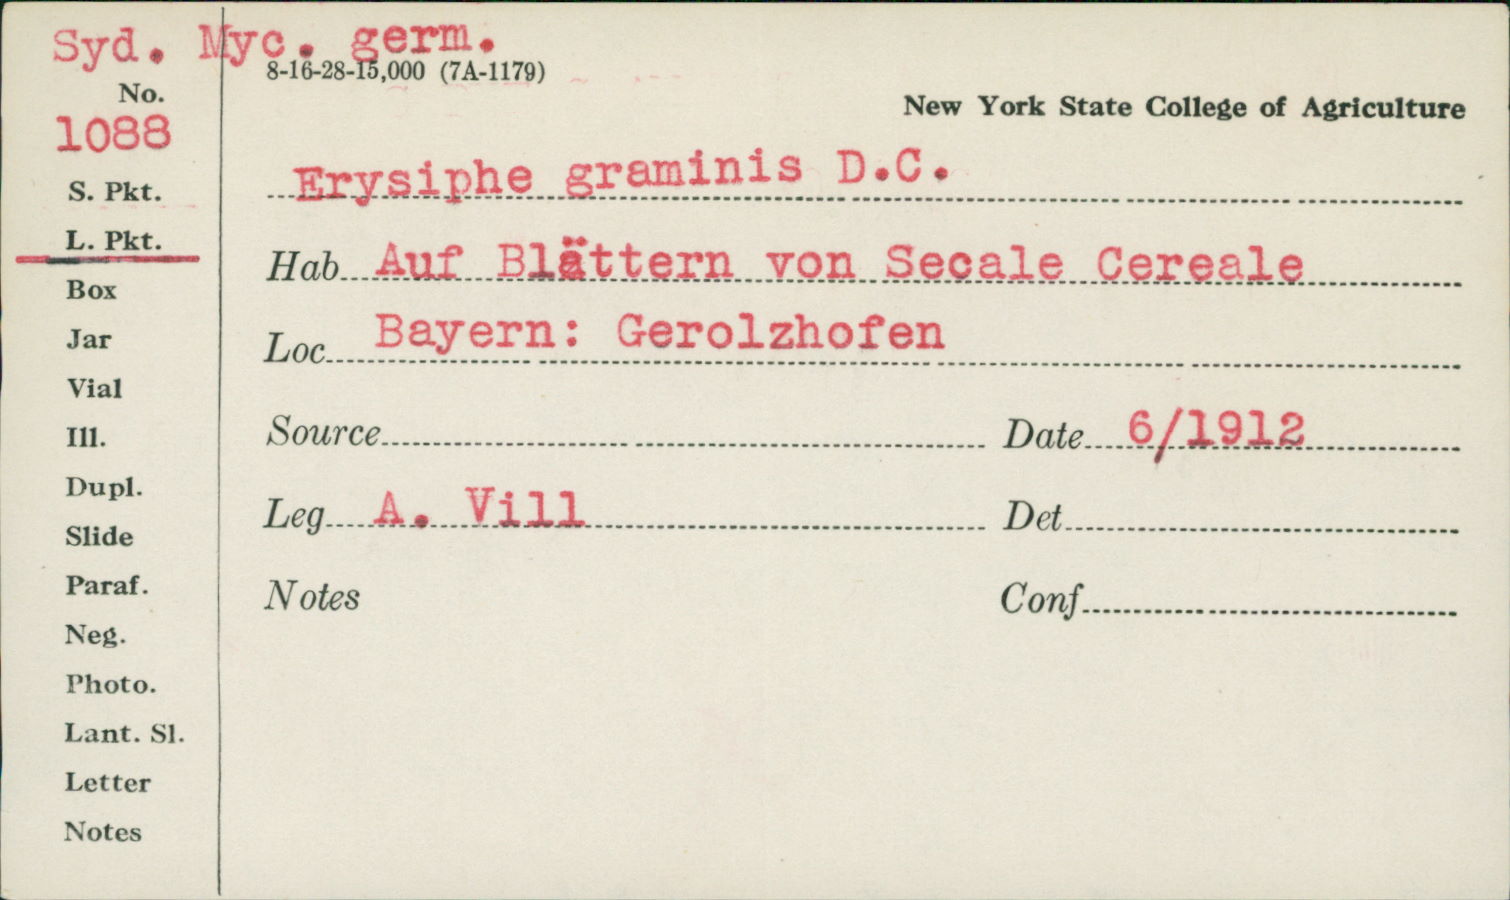 Syd. Myc. germ.
8-16-28-15,000 (7A-1179)
No.
1088
New York State College of Agriculture
Erysiphe graminis D.C.
S. Pkt.
L. Pkt.
Hab Auf Blättern von Secale Cereale
Box
Jar
Loc Bayern: Gerolzhofen
Vial
Ill.
Source Date 6/1912
Dupl.
Slide
Leg A. Vill Det
Paraf.
Notes Conf
Neg.
Photo.
Lant. Sl.
Letter
Notes